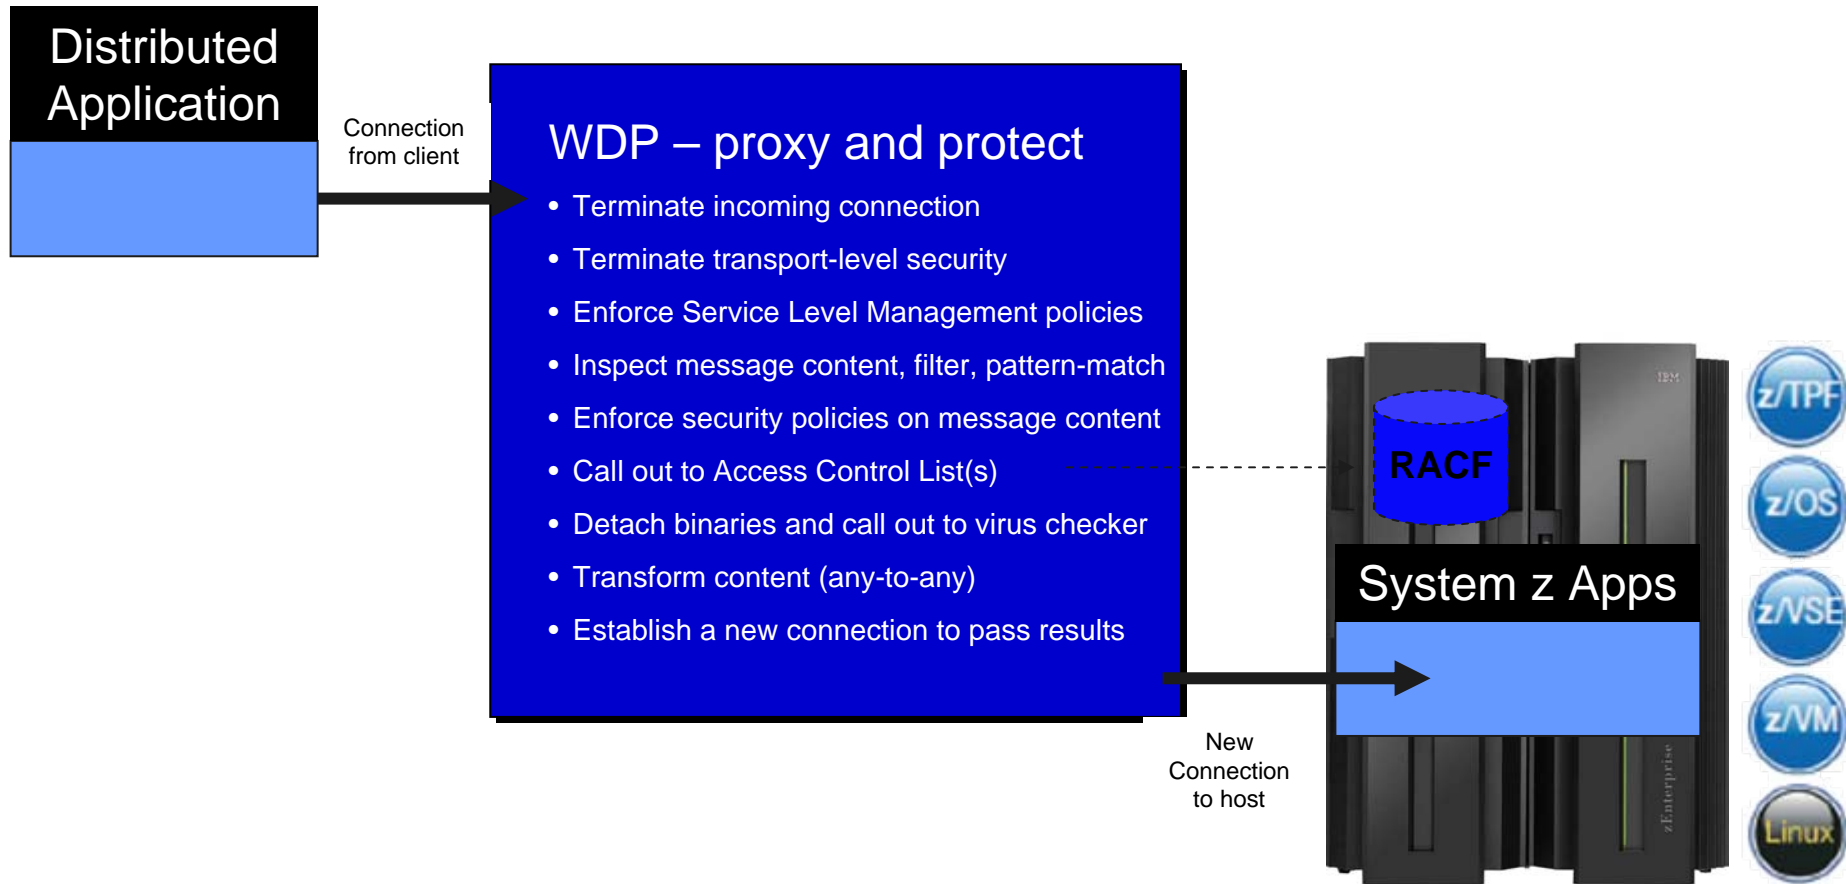 Distributed
Application
Connection
from client
WDP – proxy and protect
• Terminate incoming connection
• Terminate transport-level security
• Enforce Service Level Management policies
• Inspect message content, filter, pattern-match
• Enforce security policies on message content
• Call out to Access Control List(s)
• Detach binaries and call out to virus checker
• Transform content (any-to-any)
• Establish a new connection to pass results
New
Connection
to host
IBM
RACF
System z Apps
zEnterprise
z/TPF
z/OS
z/VSE
z/VM
Linux